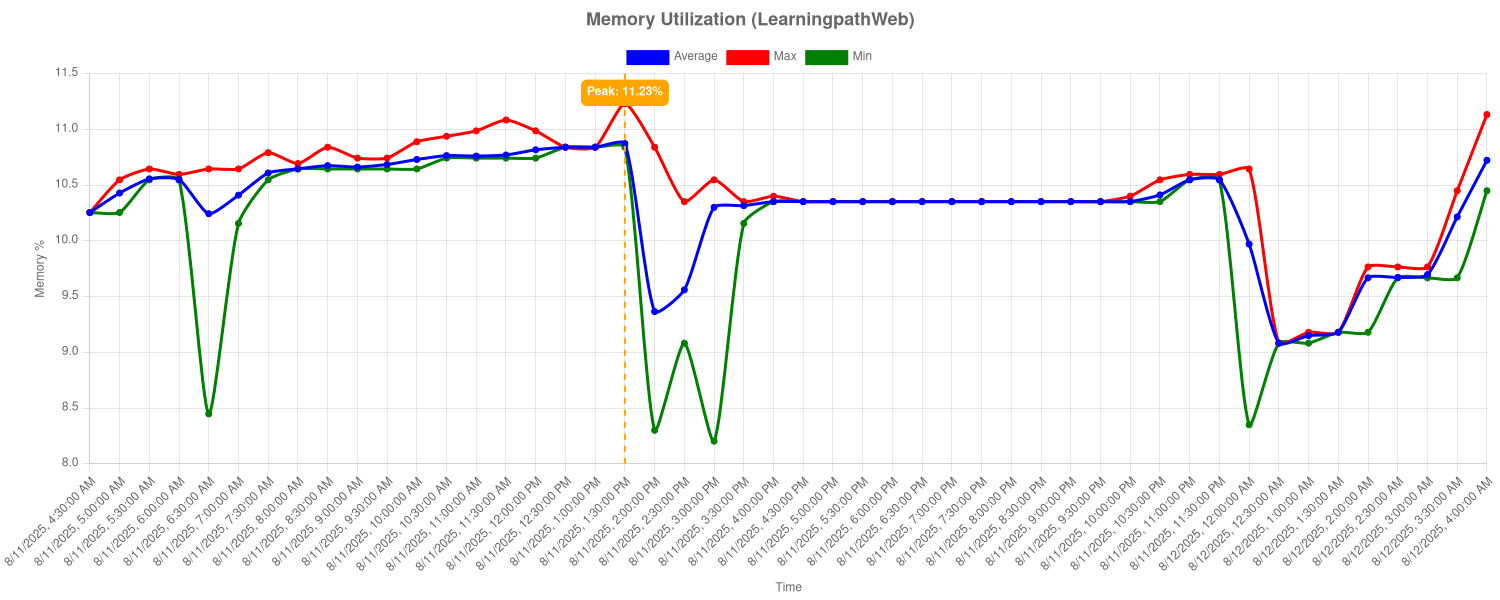 Memory Utilization (LearningpathWeb)
Average Max Min
Peak: 11.23%
11.5
11.0
10.5
10.0
9.5
9.0
8.5
8.0
Memory %
8/11/2025, 4:30:00 AM
8/11/2025, 5:00:00 AM
8/11/2025, 5:30:00 AM
8/11/2025, 6:00:00 AM
8/11/2025, 6:30:00 AM
8/11/2025, 7:00:00 AM
8/11/2025, 7:30:00 AM
8/11/2025, 8:00:00 AM
8/11/2025, 8:30:00 AM
8/11/2025, 9:00:00 AM
8/11/2025, 9:30:00 AM
8/11/2025, 10:00:00 AM
8/11/2025, 10:30:00 AM
8/11/2025, 11:00:00 AM
8/11/2025, 11:30:00 AM
8/11/2025, 12:00:00 PM
8/11/2025, 12:30:00 PM
8/11/2025, 1:00:00 PM
8/11/2025, 1:30:00 PM
8/11/2025, 2:00:00 PM
8/11/2025, 2:30:00 PM
8/11/2025, 3:00:00 PM
8/11/2025, 3:30:00 PM
8/11/2025, 4:00:00 PM
8/11/2025, 4:30:00 PM
8/11/2025, 5:00:00 PM
8/11/2025, 5:30:00 PM
8/11/2025, 6:00:00 PM
8/11/2025, 6:30:00 PM
8/11/2025, 7:00:00 PM
8/11/2025, 7:30:00 PM
8/11/2025, 8:00:00 PM
8/11/2025, 8:30:00 PM
8/11/2025, 9:00:00 PM
8/11/2025, 9:30:00 PM
8/11/2025, 10:00:00 PM
8/11/2025, 10:30:00 PM
8/11/2025, 11:00:00 PM
8/11/2025, 11:30:00 PM
8/12/2025, 12:00:00 AM
8/12/2025, 12:30:00 AM
8/12/2025, 1:00:00 AM
8/12/2025, 1:30:00 AM
8/12/2025, 2:00:00 AM
8/12/2025, 2:30:00 AM
8/12/2025, 3:00:00 AM
8/12/2025, 3:30:00 AM
8/12/2025, 4:00:00 AM
Time